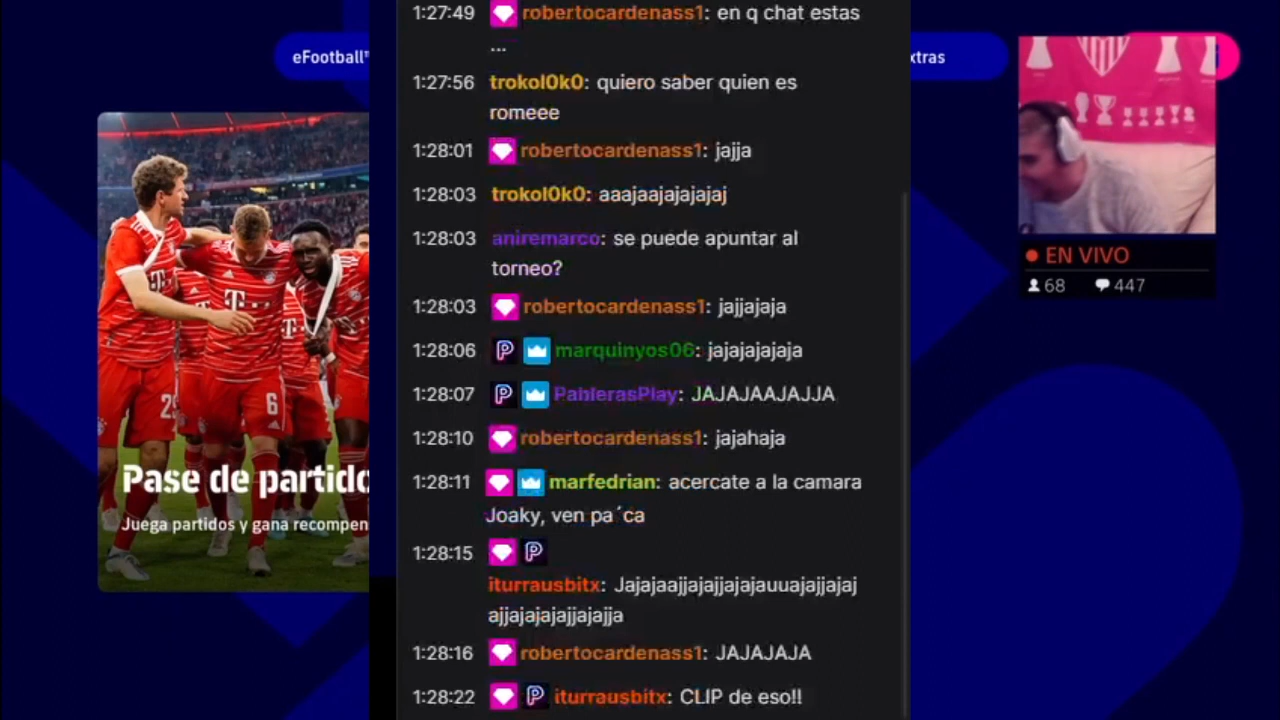 eFootball™
xtras
Pase de partido
Juega partidos y gana recompen
1:27:49 robertocardenass1: en q chat estas
...
1:27:56 trokol0k0: quiero saber quien es
romeee
1:28:01 robertocardenass1: jajja
1:28:03 trokol0k0: aaajaajajajajaj
1:28:03 aniremarco: se puede apuntar al
torneo?
1:28:03 robertocardenass1: jajjajaja
1:28:06 marquinyos06: jajajajajaja
1:28:07 PablerasPlay: JAJAJAAJAJJA
1:28:10 robertocardenass1: jajahaja
1:28:11 marfedrian: acercate a la camara
Joaky, ven pa´ca
1:28:15
iturrausbitx: Jajajaajjajajjajajauuajajjajaj
ajjajajajajjajajja
1:28:16 robertocardenass1: JAJAJAJA
1:28:22 iturrausbitx: CLIP de eso!!
EN VIVO
68 447